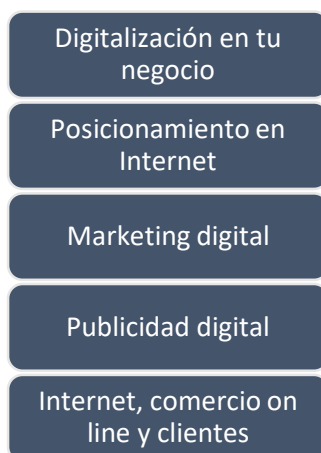 Digitalización en tu
negocio
Posicionamiento en
Internet
Marketing digital
Publicidad digital
Internet, comercio on
line y clientes